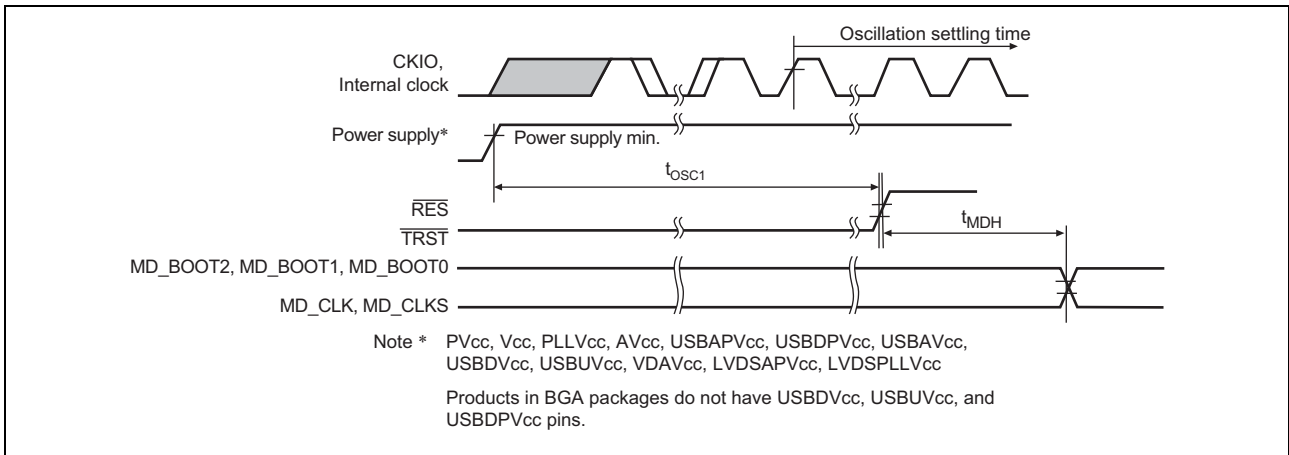 Oscillation settling time
CKIO,
Internal clock
Power supply*
Power supply min.
tOSC1
RES
tMDH
TRST
MD_BOOT2, MD_BOOT1, MD_BOOT0
MD_CLK, MD_CLKS
Note * PVcc, Vcc, PLLVcc, AVcc, USBAPVcc, USBDPVcc, USBAVcc,
USBDVcc, USBUVcc, VDAVcc, LVDSAPVcc, LVDSPLLVcc
Products in BGA packages do not have USBDVcc, USBUVcc, and
USBDPVcc pins.